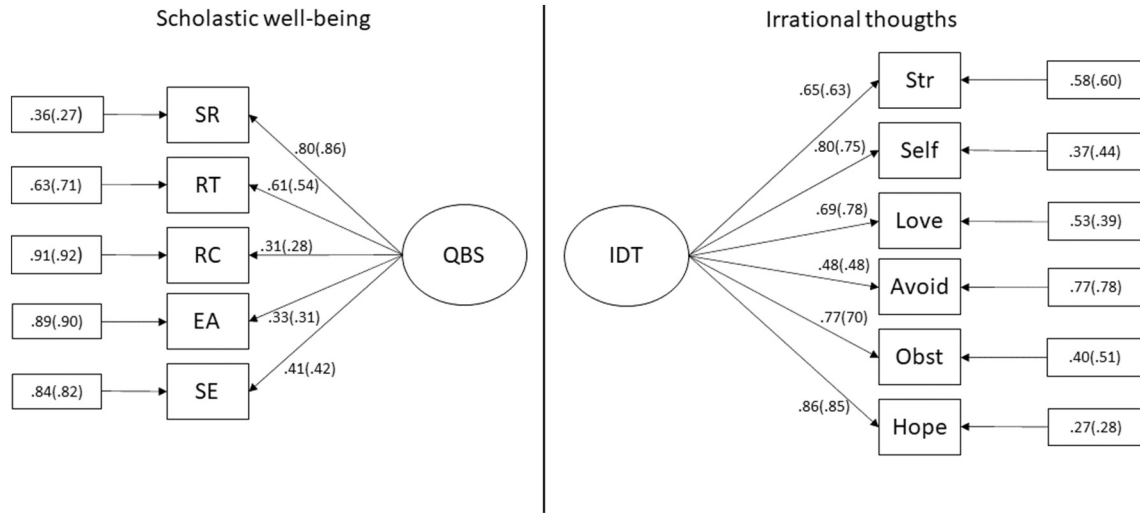 Scholastic well-being
.36(.27)
SR
.80(.86)
.63(.71)
RT
.61(.54)
.91(.92)
RC
.31(.28)
QBS
.89(.90)
EA
.33(.31)
.84(.82)
SE
.41(.42)
Irrational thougths
.65(.63)
Str
.58(.60)
.80(.75)
Self
.37(.44)
.69(.78)
Love
.53(.39)
IDT
.48(.48)
Avoid
.77(.78)
.77(70)
Obst
.40(.51)
.86(.85)
Hope
.27(.28)